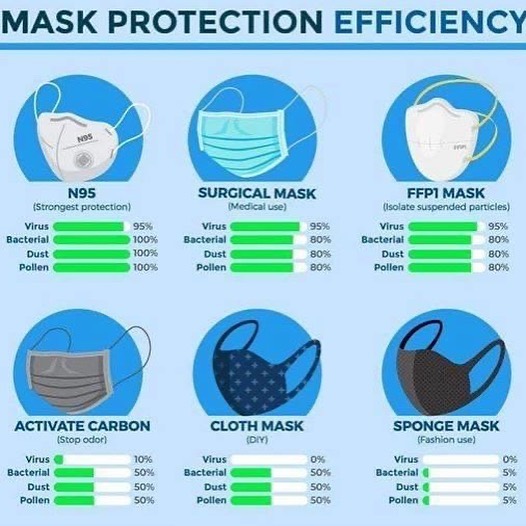 MASK PROTECTION EFFICIENCY
N95
FFP1
N95
(Strongest protection)
Virus 95%
Bacterial 100%
Dust 100%
Pollen 100%
SURGICAL MASK
(Medical use)
Virus 95%
Bacterial 80%
Dust 80%
Pollen 80%
FFP1 MASK
(Isolate suspended particles)
Virus 95%
Bacterial 80%
Dust 80%
Pollen 80%
ACTIVATE CARBON
(Stop odor)
Virus 10%
Bacterial 50%
Dust 50%
Pollen 50%
CLOTH MASK
(DIY)
Virus 0%
Bacterial 50%
Dust 50%
Pollen 50%
SPONGE MASK
(Fashion use)
Virus 0%
Bacterial 5%
Dust 5%
Pollen 5%